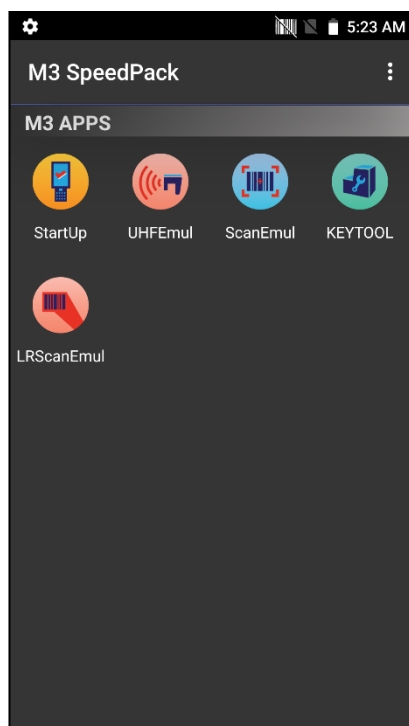 5:23 AM
M3 SpeedPack
M3 APPS
StartUp UHFEmul ScanEmul KEYTOOL
LRScanEmul